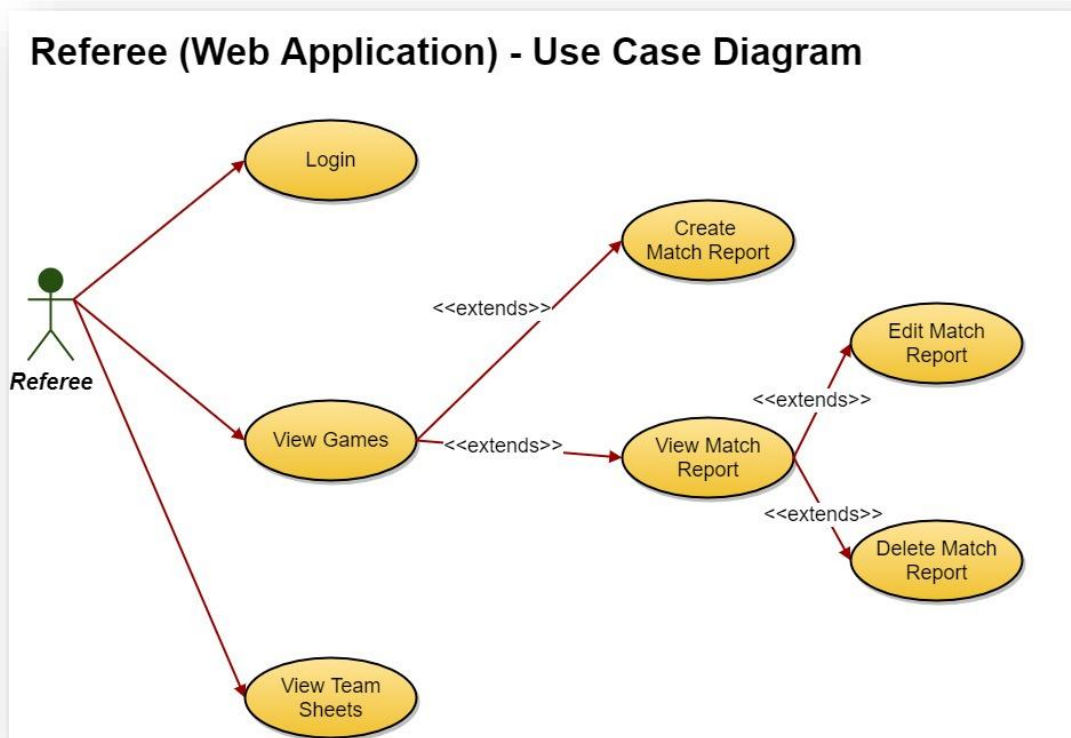 Referee (Web Application) - Use Case Diagram
Login
Create
Match Report
<<extends>>
Edit Match
Report
Referee
<<extends>>
View Games
<<extends>>
View Match
Report
<<extends>>
Delete Match
Report
View Team
Sheets